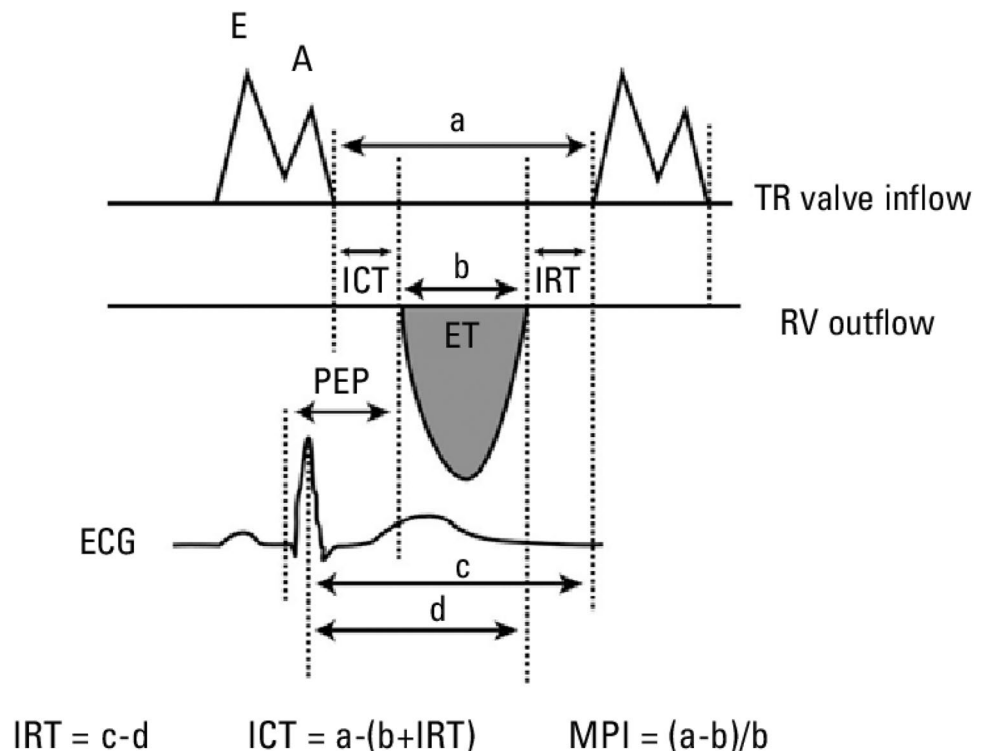 E
A
a
TR valve inflow
ICT
b
IRT
RV outflow
ET
PEP
ECG
c
d
IRT = c-d ICT = a-(b+IRT) MPI = (a-b)/b